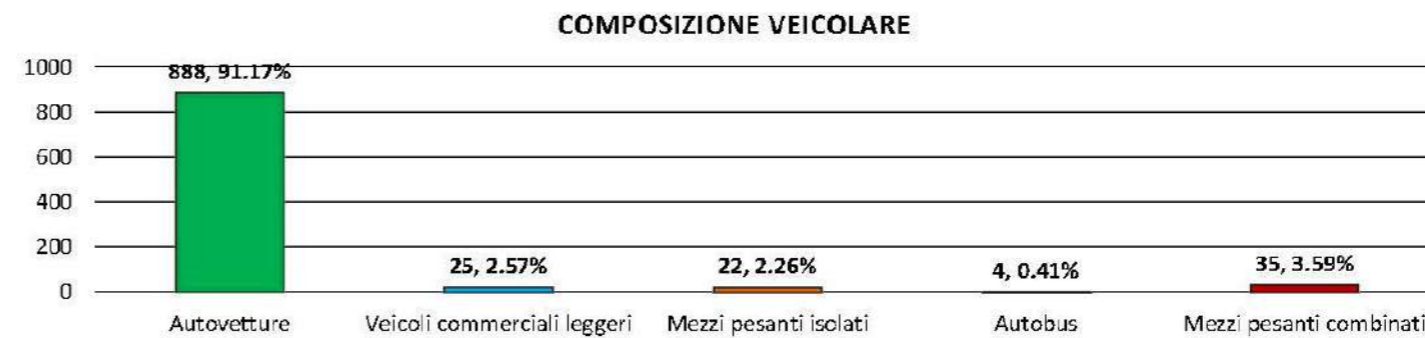 COMPOSIZIONE VEICOLARE
1000
888, 91.17%
800
600
400
200
25, 2.57%
22, 2.26%
4, 0.41%
35, 3.59%
0
Autovetture
Veicoli commerciali leggeri
Mezzi pesanti isolati
Autobus
Mezzi pesanti combinati